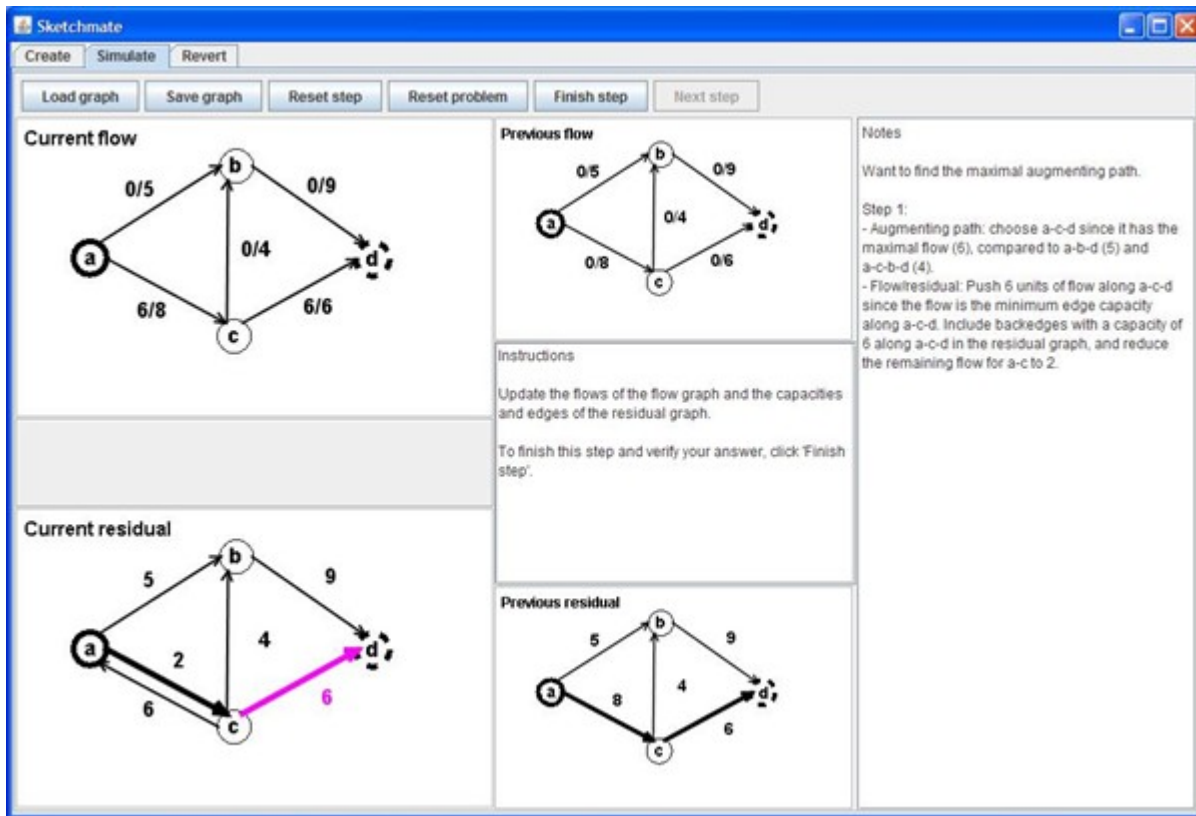 Sketchmate
Create Simulate Revert
Load graph Save graph Reset step Reset problem Finish step Next step
Current flow
b
0/5
0/9
a
0/4
d
6/8
6/6
c
Current residual
b
5
9
a
2
4
d
6
6
c
Previous flow
b
0/5
0/9
a
0/4
d
0/8
0/6
c
Instructions
Update the flows of the flow graph and the capacities
and edges of the residual graph.
To finish this step and verify your answer, click 'Finish
step'.
Previous residual
b
5
9
a
8
4
d
6
c
Notes
Want to find the maximal augmenting path.
Step 1:
- Augmenting path: choose a-c-d since it has the
maximal flow (6), compared to a-b-d (5) and
a-c-b-d (4).
- Flow/residual: Push 6 units of flow along a-c-d
since the flow is the minimum edge capacity
along a-c-d. Include backedges with a capacity of
6 along a-c-d in the residual graph, and reduce
the remaining flow for a-c to 2.